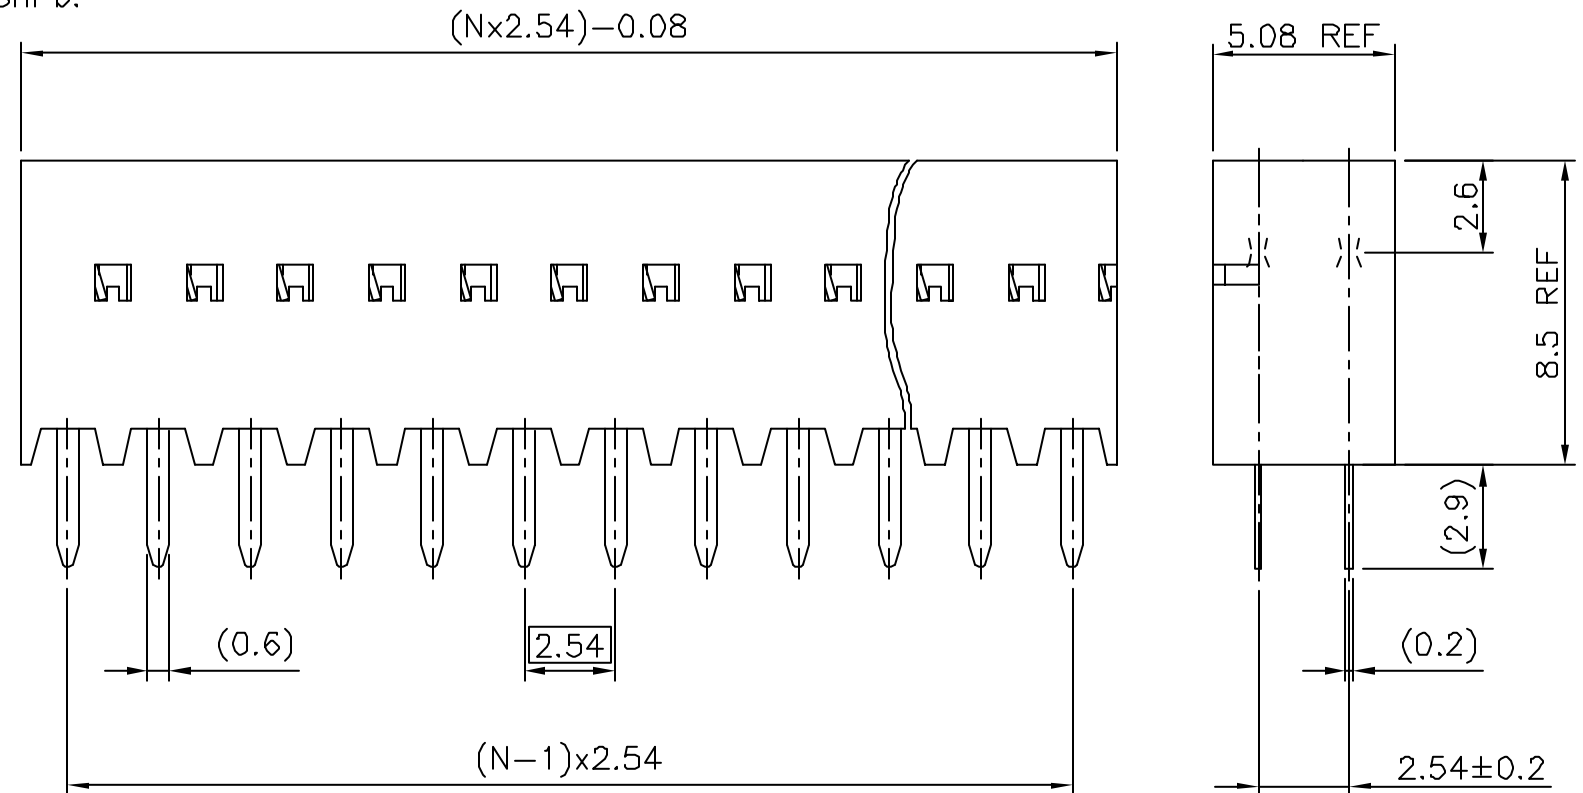 (Nx2.54)-0.08
5.08 REF
2.6
8.5 REF
(2.9)
(0.6)
2.54
(0.2)
(N-1)x2.54
2.54±0.2